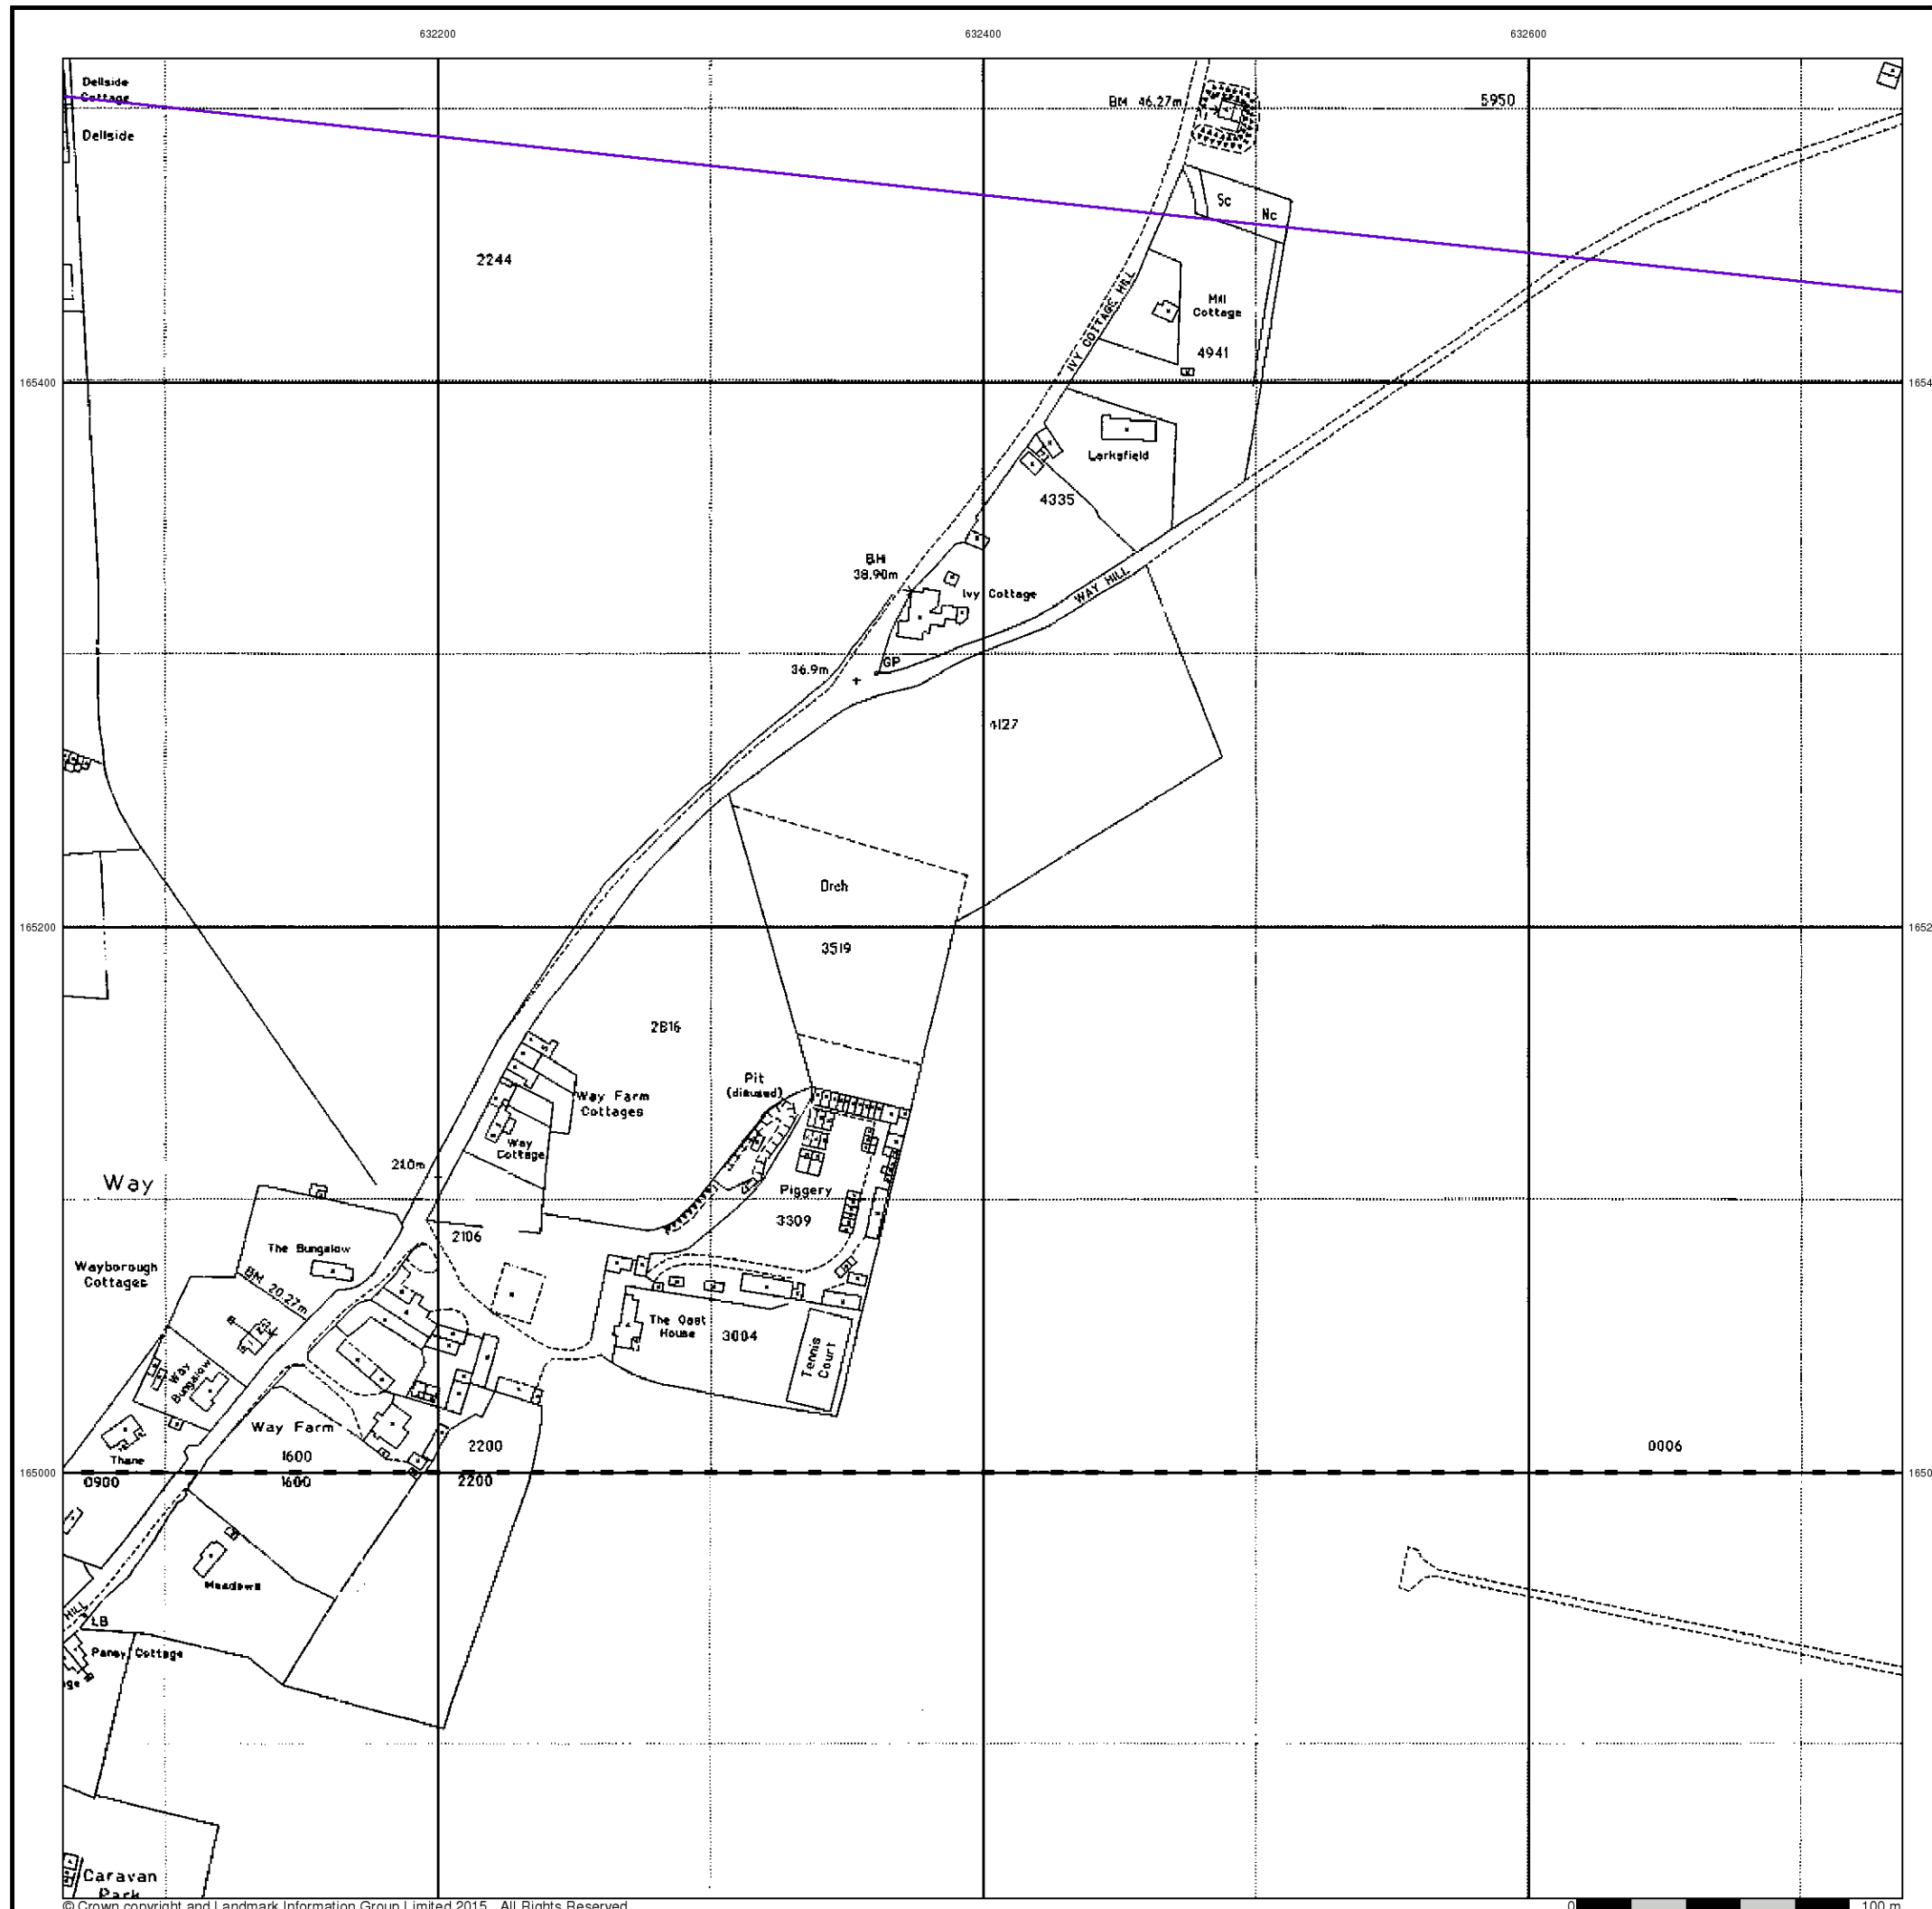 632200
632400
632600
Dellside
Cottage
Dellside
BM 46.27m
5950
Sc
Nc
2244
IVY COTTAGE HILL
Mill
Cottage
4941
165400
Larksfield
4335
BM
38.90m
Ivy Cottage
WAY HILL
GP
36.9m
4127
Orch
165200
3519
2816
Pit
(disused)
Way Farm
Cottages
Way
Cottage
21.0m
Way
Piggery
3309
2106
The Bungalow
Wayborough
Cottages
BM 20.27m
The Oast
House
3004
Tennis
Court
Way
Bungalow
Way Farm
1600
2200
0006
Thane
165000
0900
1600
2200
Meadows
HILL
LB
Pansy Cottage
Caravan
Park
© Crown copyright and Landmark Information Group Limited 2015. All Rights Reserved.
0
100 m